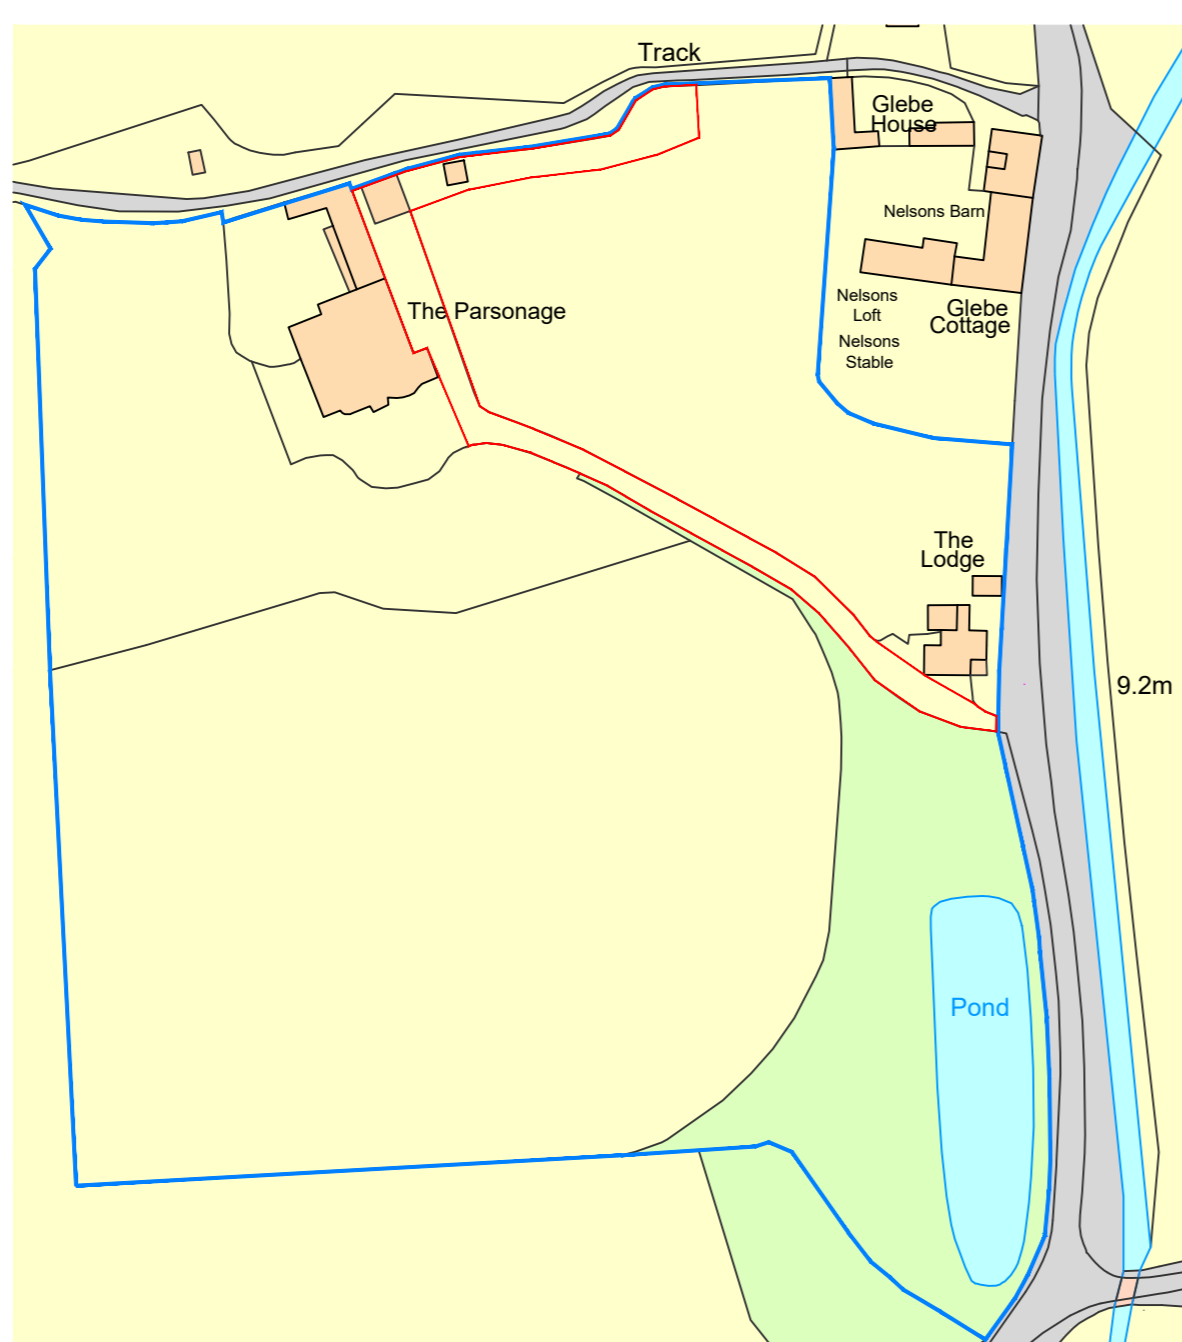 Track
Glebe
House
Nelsons Barn
Nelsons
Loft
Glebe
Cottage
The Parsonage
Nelsons
Stable
The
Lodge
9.2m
Pond